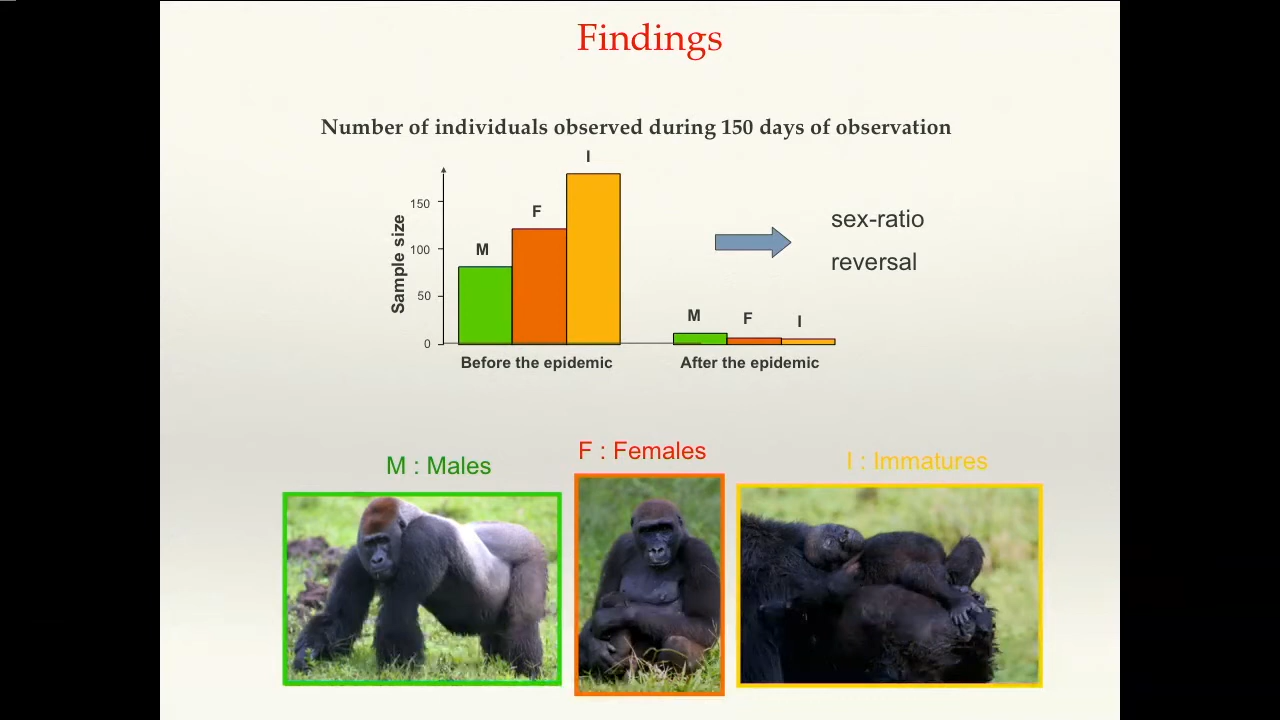 Findings
Number of individuals observed during 150 days of observation
I
F
M
150
100
50
0
Sample size
sex-ratio
reversal
M
F
I
Before the epidemic
After the epidemic
M : Males
F : Females
I : Immatures